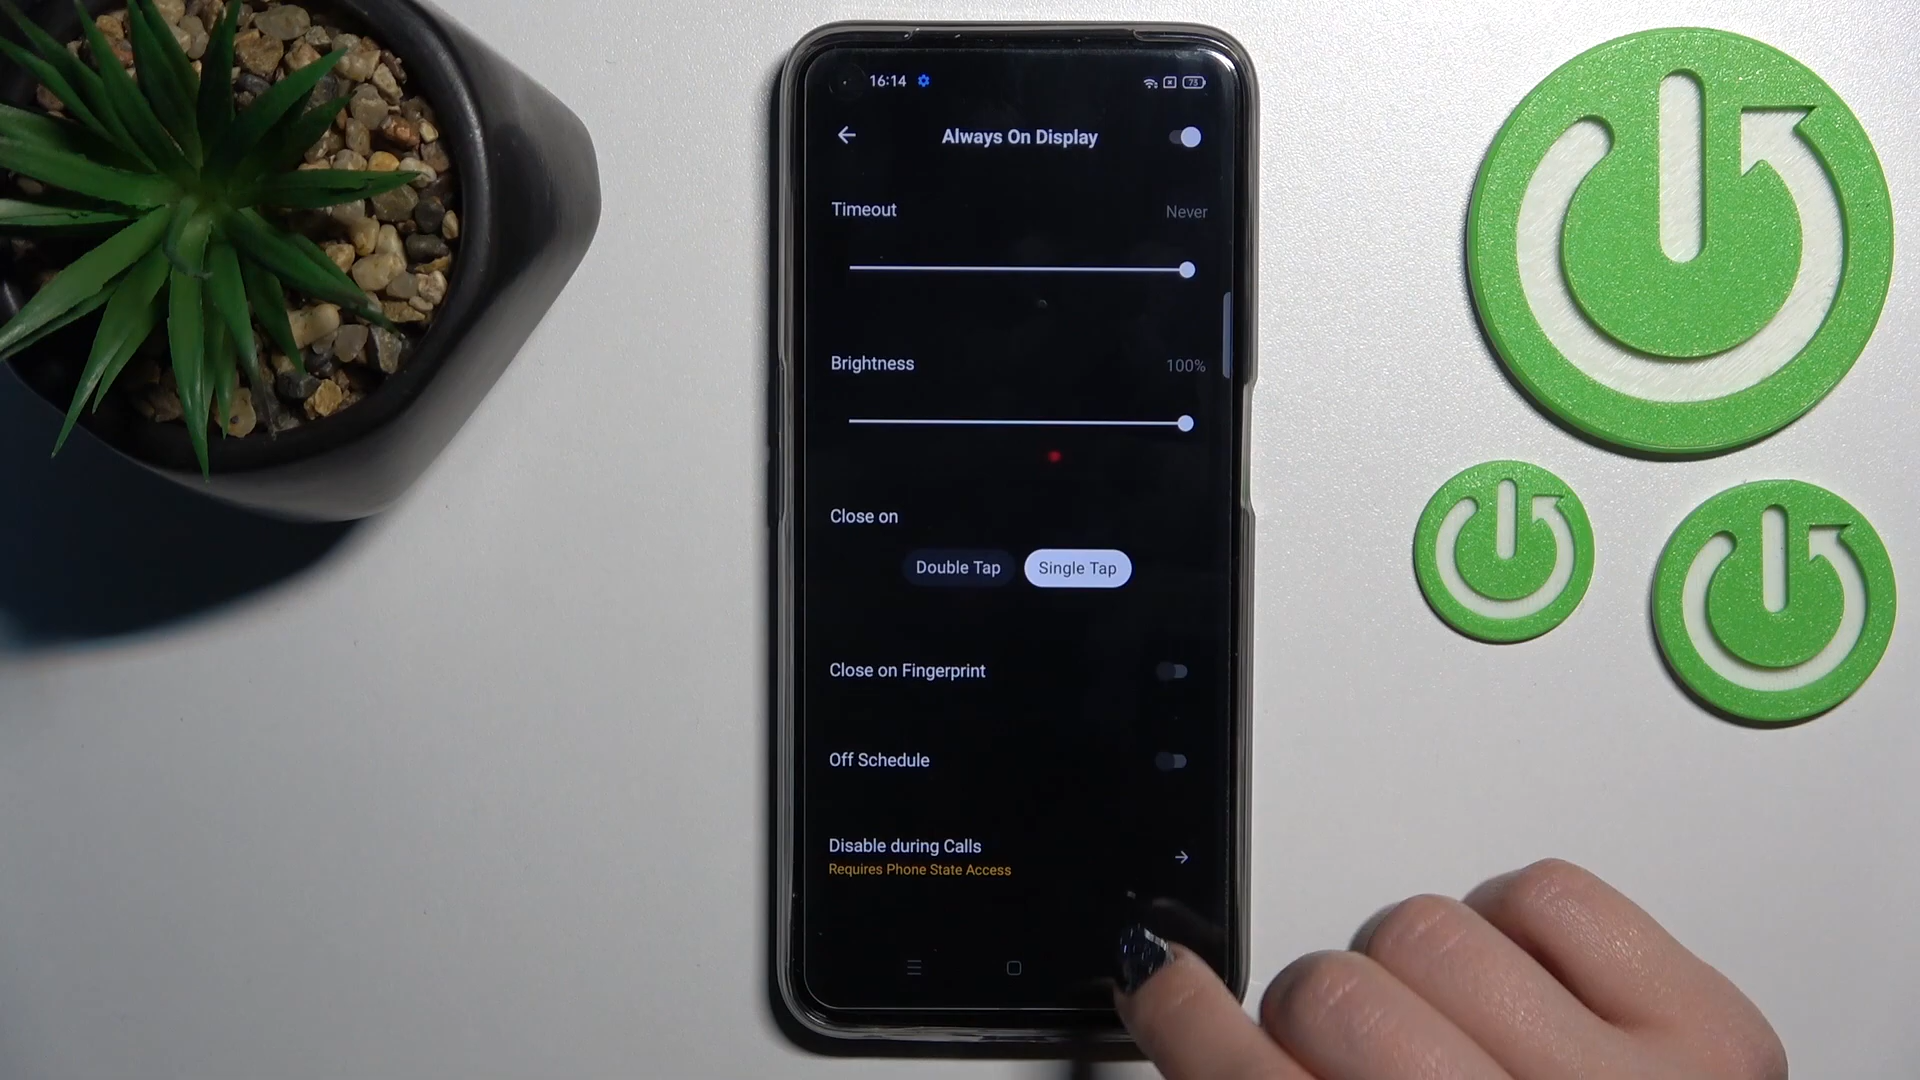 16:14
73
Always On Display
Timeout
Never
Brightness
100%
Close on
Double Tap
Single Tap
Close on Fingerprint
Off Schedule
Disable during Calls
Requires Phone State Access